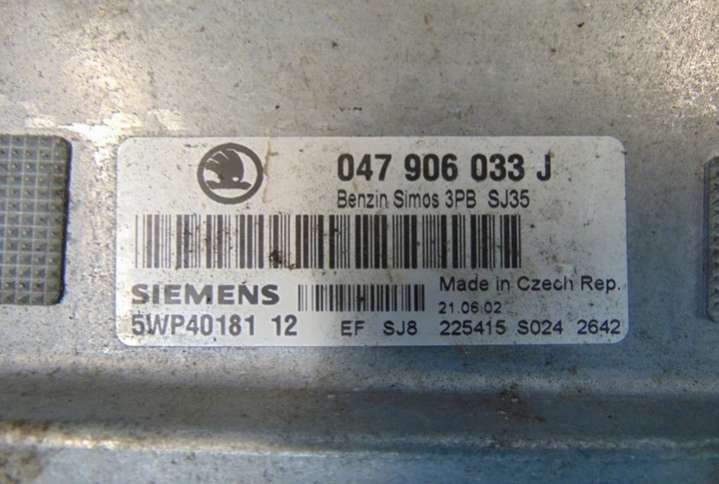 047 906 033 J
Benzin Simos 3PB SJ35
SIEMENS Made in Czech Rep.
21.06.02
5WP40181 12 EF SJ8 225415 S024 2642